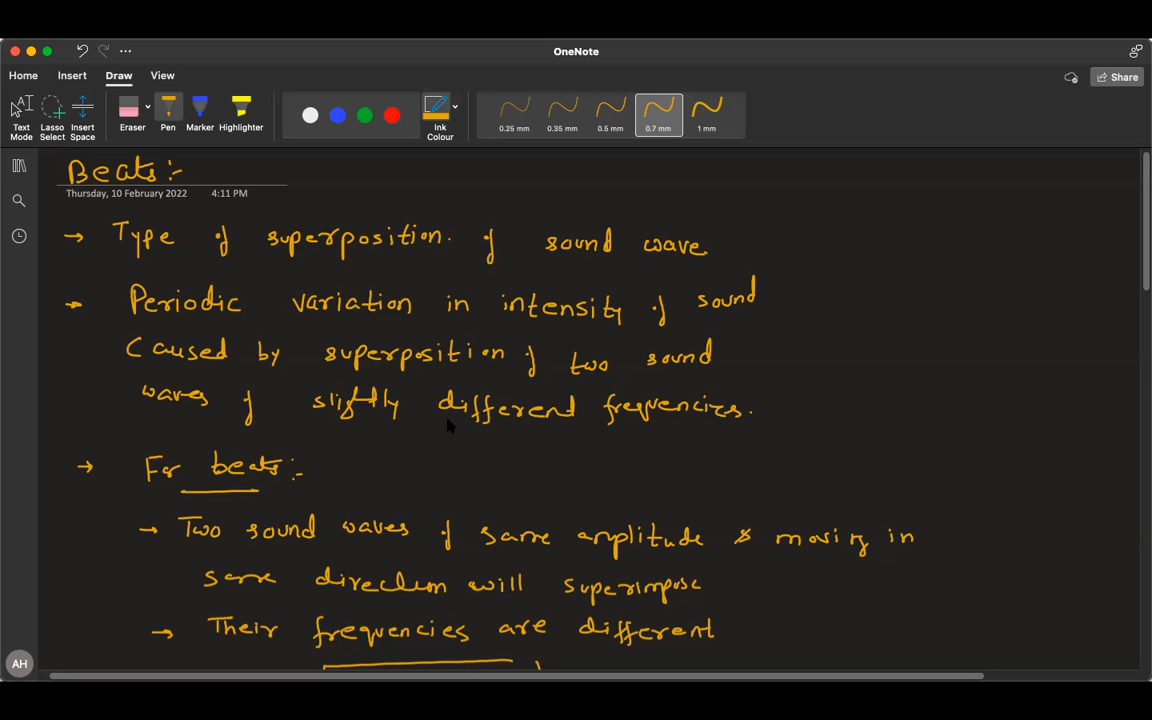 OneNote
Home Insert Draw View
Share
Text Mode
Lasso Select
Insert Space
Eraser
Pen
Marker
Highlighter
Ink Colour
0.25 mm
0.35 mm
0.5 mm
0.7 mm
1 mm
Beats:-
Thursday, 10 February 2022 4:11 PM
→ Type of superposition of sound wave.
→ Periodic variation in intensity of sound
Caused by superposition of two sound
waves of slightly different frequencies.
→ For beats:-
→ Two sound waves of same amplitude & moving in
same direction will superimpose
→ Their frequencies are different
AH